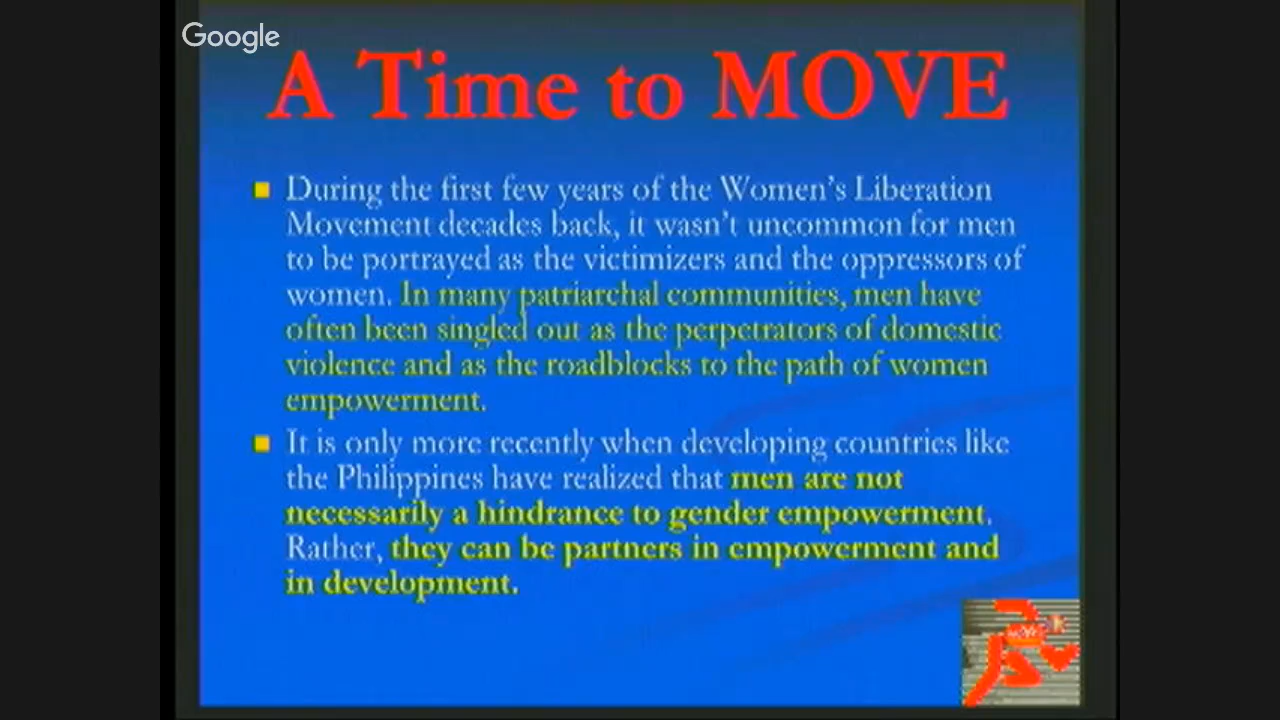 Google
A Time to MOVE
During the first few years of the Women's Liberation
Movement decades back, it wasn't uncommon for men
to be portrayed as the victimizers and the oppressors of
women. In many patriarchal communities, men have
often been singled out as the perpetrators of domestic
violence and as the roadblocks to the path of women
empowerment.
It is only more recently when developing countries like
the Philippines have realized that men are not
necessarily a hindrance to gender empowerment.
Rather, they can be partners in empowerment and
in development.